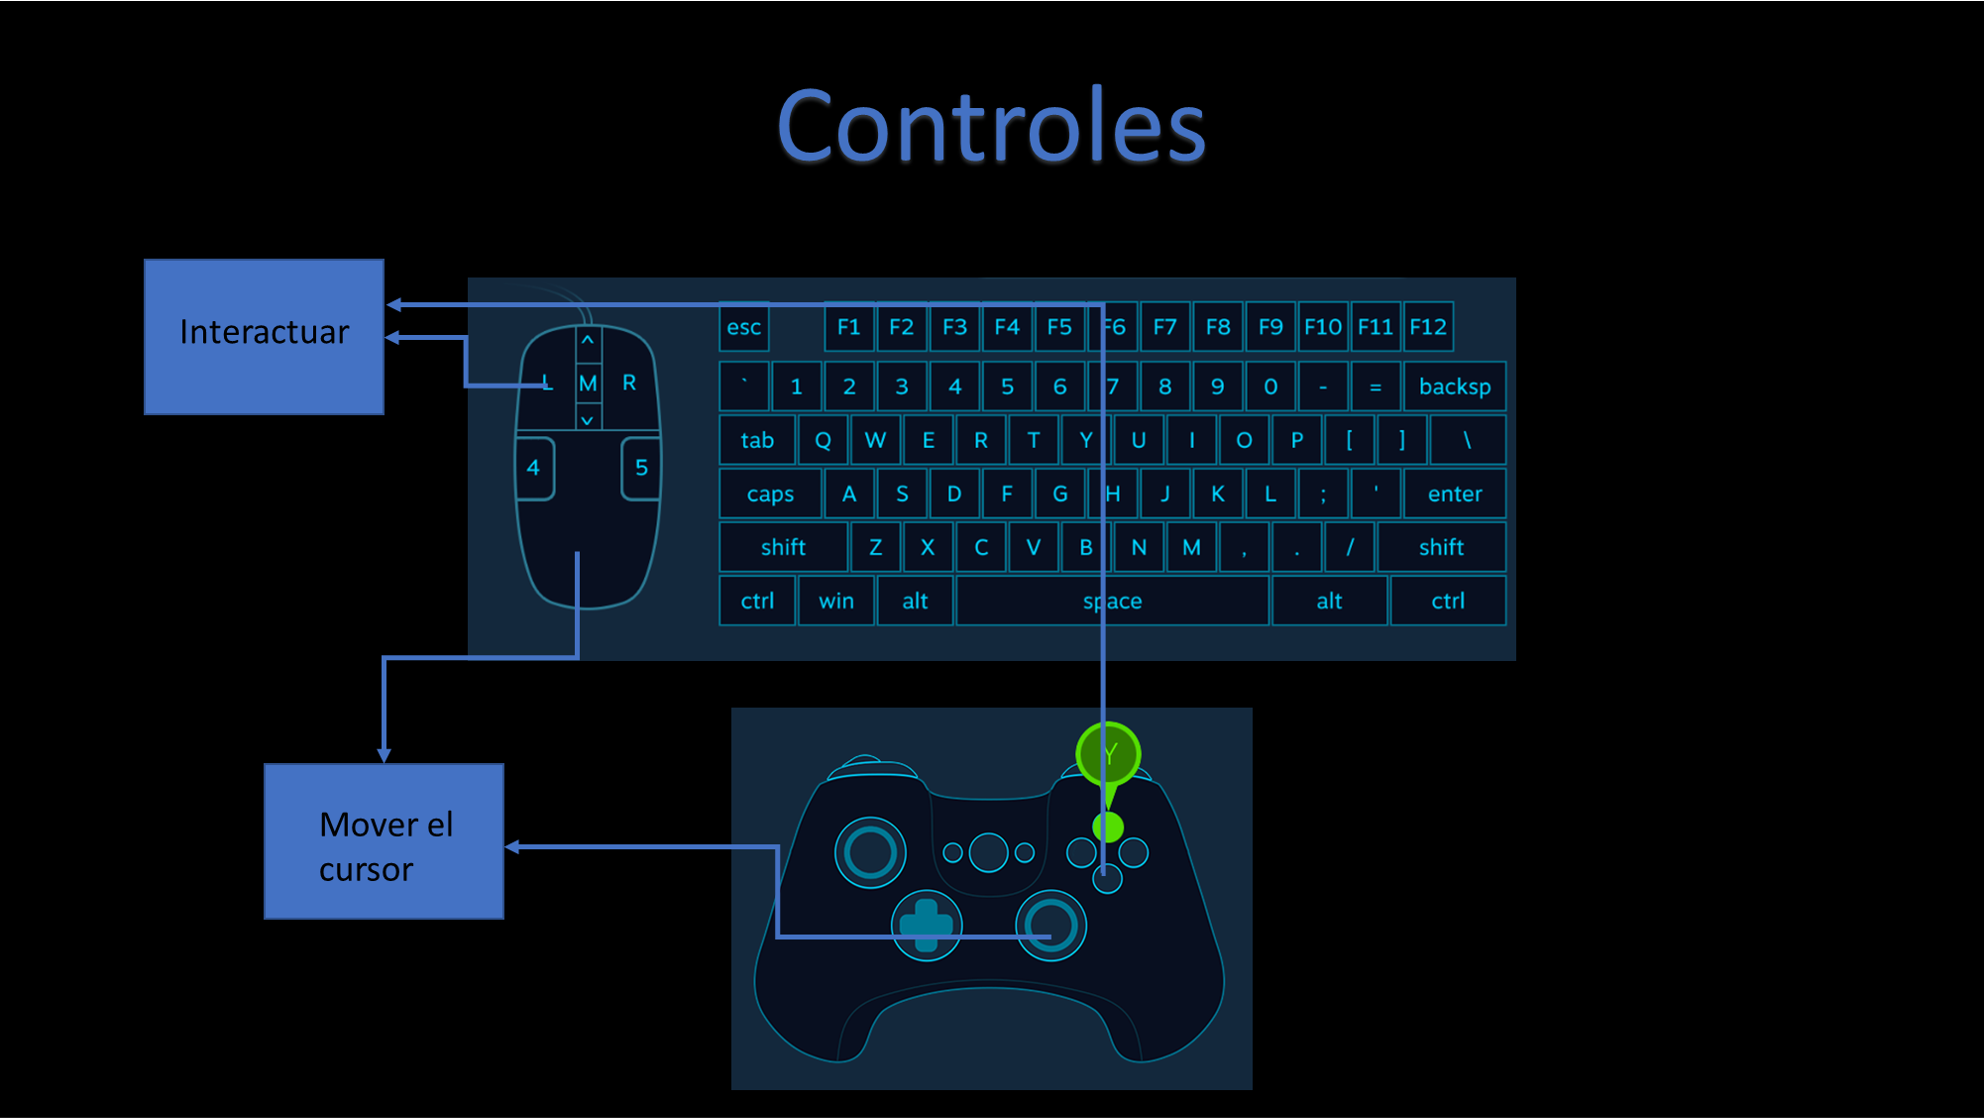 Controles
Interactuar
^
L M R
v
4 5
esc F1 F2 F3 F4 F5 F6 F7 F8 F9 F10 F11 F12
` 1 2 3 4 5 6 7 8 9 0 - = backsp
tab Q W E R T Y U I O P [ ] \
caps A S D F G H J K L ; ' enter
shift Z X C V B N M , . / shift
ctrl win alt space alt ctrl
Y
Mover el
cursor